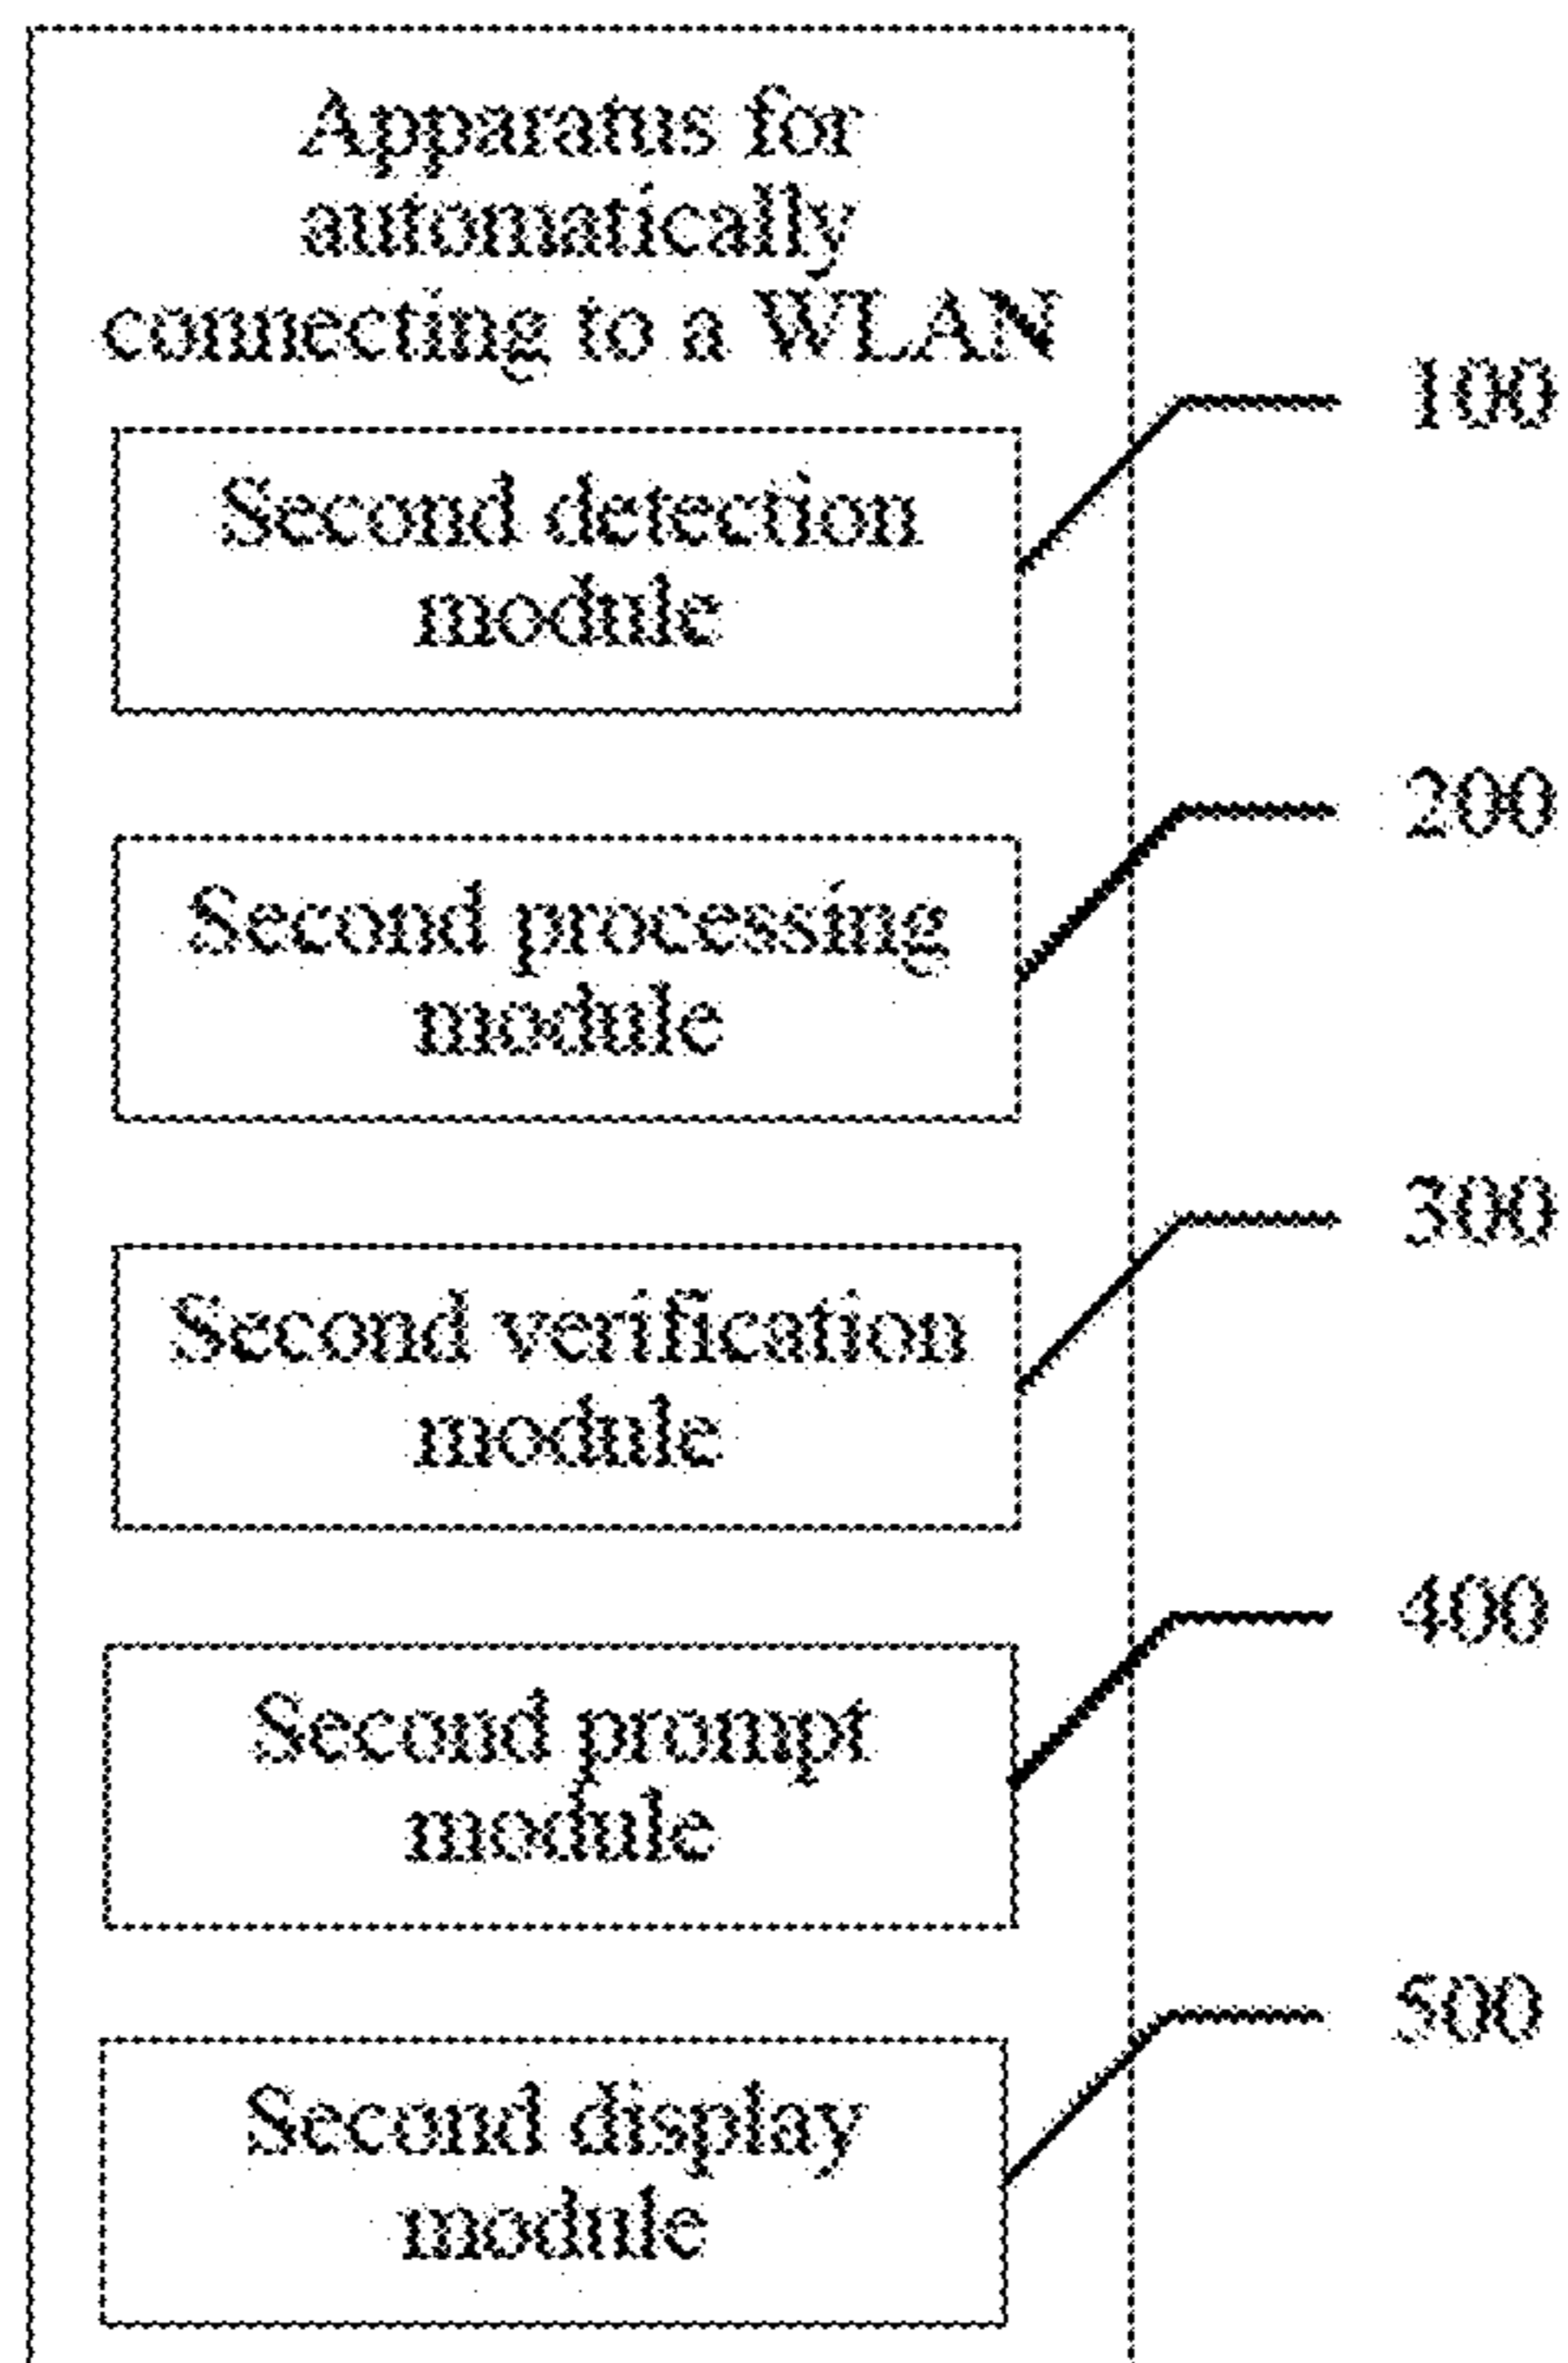 Apparatus for
automatically
connecting to a WLAN
100
Second detection
module
200
Second processing
module
300
Second verification
module
400
Second prompt
module
500
Second display
module